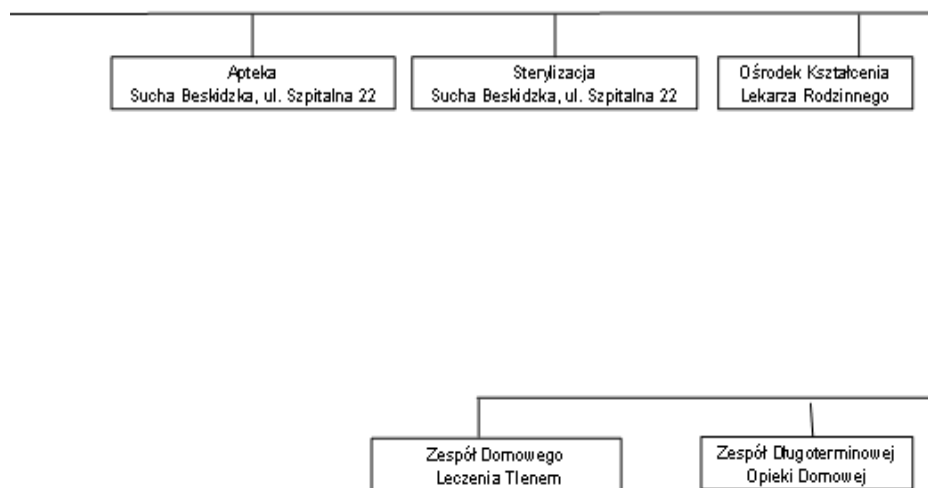 Apteka
Sucha Beskidzka, ul. Szpitalna 22
Sterylizacja
Sucha Beskidzka, ul. Szpitalna 22
Ośrodek Kształcenia
Lekarza Rodzinnego
Zespół Domowego
Leczenia Tlenem
Zespół Długoterminowej
Opieki Domowej